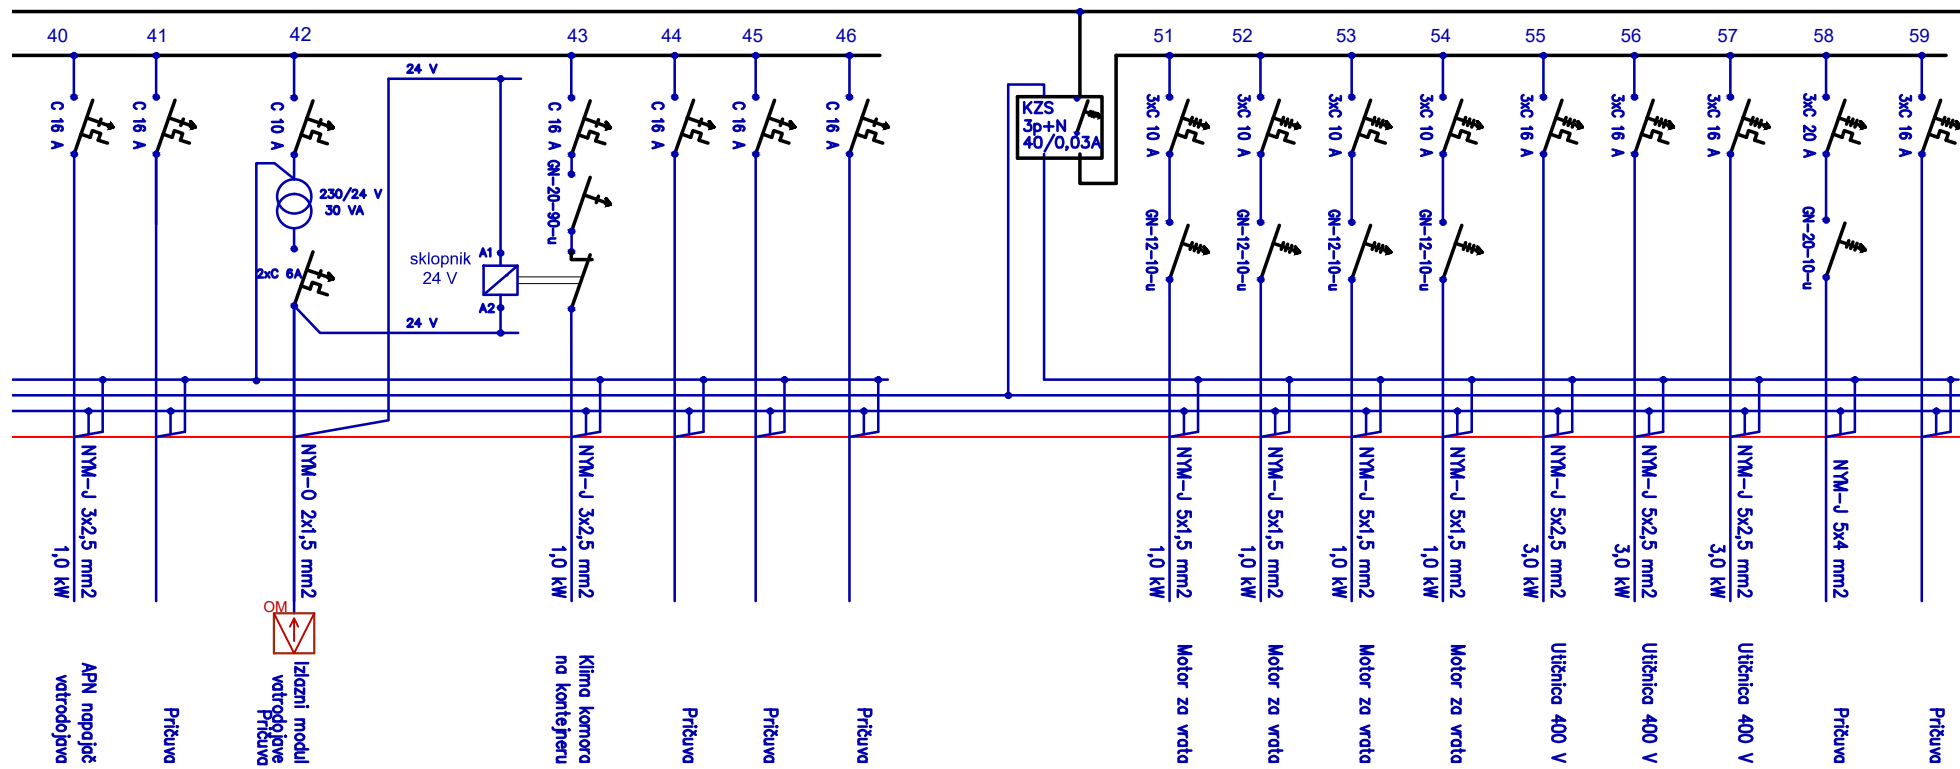 40 41 42 43 44 45 46 51 52 53 54 55 56 57 58 59
24 V
C 16 A
C 16 A
C 10 A
C 16 A
C 16 A
C 16 A
C 16 A
KZS
3p+N
40/0,03A
3xC 10 A
3xC 10 A
3xC 10 A
3xC 10 A
3xC 16 A
3xC 16 A
3xC 16 A
3xC 20 A
3xC 16 A
230/24 V
30 VA
GN-20-90-u
GN-12-10-u
GN-12-10-u
GN-12-10-u
GN-12-10-u
GN-20-10-u
2xC 6A
sklopnik
24 V
A1
A2
24 V
NYM-J 3x2,5 mm2
1,0 kW
NYM-O 2x1,5 mm2
NYM-J 3x2,5 mm2
1,0 kW
NYM-J 5x1,5 mm2
1,0 kW
NYM-J 5x1,5 mm2
1,0 kW
NYM-J 5x1,5 mm2
1,0 kW
NYM-J 5x1,5 mm2
1,0 kW
NYM-J 5x2,5 mm2
3,0 kW
NYM-J 5x2,5 mm2
3,0 kW
NYM-J 5x2,5 mm2
3,0 kW
NYM-J 5x4 mm2
OM
APN napajač
vatrodojava
Pričuva
Izlazni modul
vatrodojave
Pričuva
Klima komora
na kontejneru
Pričuva
Pričuva
Pričuva
Motor za vrata
Motor za vrata
Motor za vrata
Motor za vrata
Utičnica 400 V
Utičnica 400 V
Utičnica 400 V
Pričuva
Pričuva